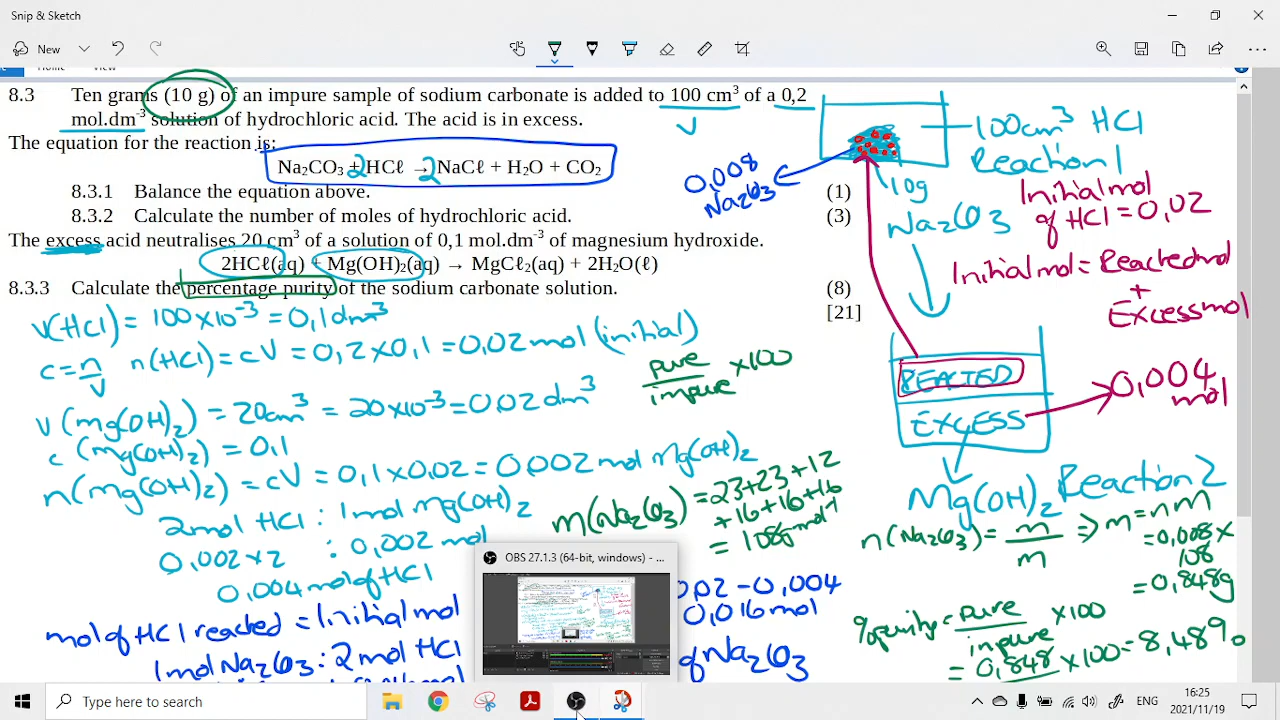 Snip & Sketch
New
8.3 Ten grams (10 g) of an impure sample of sodium carbonate is added to 100 cm³ of a 0,2
mol.dm⁻³ solution of hydrochloric acid. The acid is in excess.
The equation for the reaction is:
Na₂CO₃ + 2HCℓ → 2NaCℓ + H₂O + CO₂
8.3.1 Balance the equation above. (1)
8.3.2 Calculate the number of moles of hydrochloric acid. (3)
The excess acid neutralises 20 cm³ of a solution of 0,1 mol.dm⁻³ of magnesium hydroxide.
2HCℓ(aq) + Mg(OH)₂(aq) → MgCℓ₂(aq) + 2H₂O(ℓ)
8.3.3 Calculate the percentage purity of the sodium carbonate solution. (8)
[21]
V(HCl) = 100×10⁻³ = 0,1dm³
c = n/V n(HCl) = cV = 0,2×0,1 = 0,02 mol (initial)
V(Mg(OH)₂) = 20cm³ = 20×10⁻³ = 0,02 dm³
c(Mg(OH)₂) = 0,1
n(Mg(OH)₂) = cV = 0,1×0,02 = 0,002 mol Mg(OH)₂
2mol HCl : 1mol Mg(OH)₂
0,002×2 : 0,002 mol
0,004 mol of HCl
mol of HCl reacted = Initial mol
0,02 - 0,004
0,016 mol
1mol Na₂CO₃ : 2 mol HCl
of Na₂CO₃
pure/impure ×100
M(Na₂CO₃) = 23+23+12
+16+16+16
= 108g mol⁻¹
V
0,008
Na₂CO₃
100cm³ HCl
Reaction 1
10g
Na₂CO₃
Initial mol
of HCl = 0,02
Initial mol = Reacted mol
+
Excess mol
REACTED
EXCESS
0,004
mol
Mg(OH)₂ Reaction 2
n(Na₂CO₃) = m/M => m = nM
= 0,008×
108
= 0,848g
% purity = pure/impure ×100
= 0,848 ×100 = 8,48%
OBS 27.1.3 (64-bit, windows) - ...
Type here to search
ENG
16:25
2021/11/19